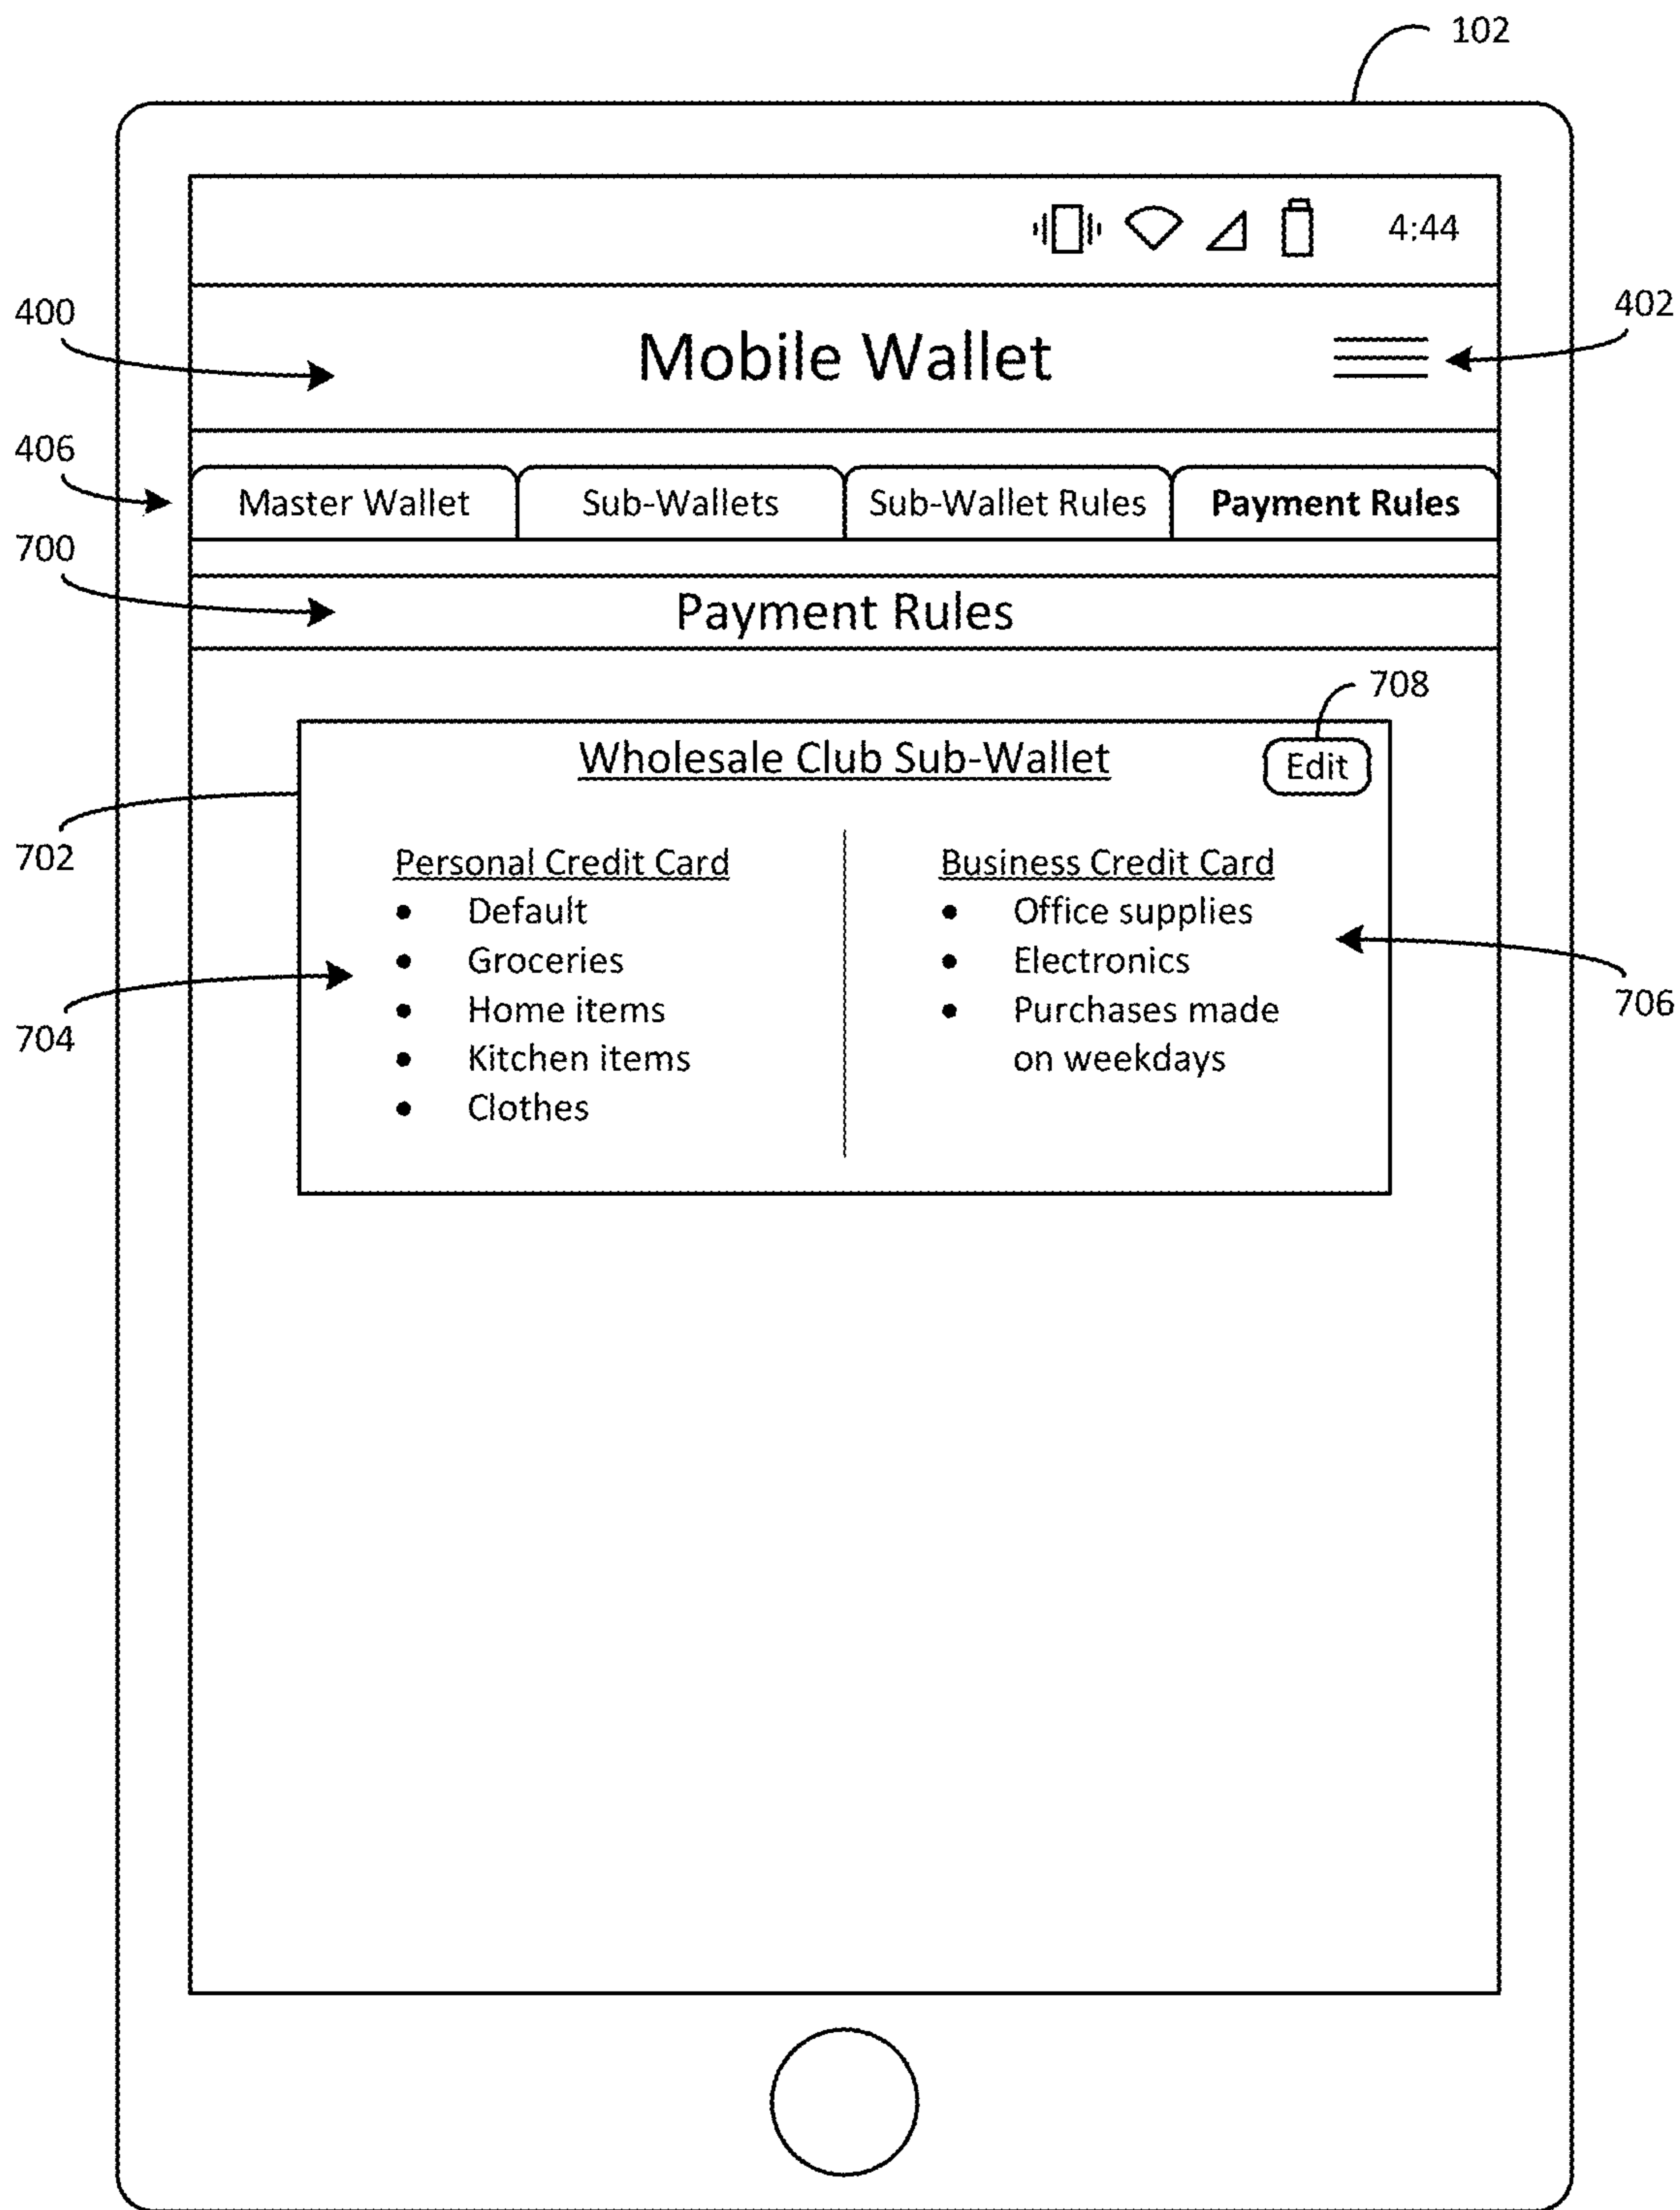 102
4:44
400
Mobile Wallet
402
406
Master Wallet
Sub-Wallets
Sub-Wallet Rules
Payment Rules
700
Payment Rules
708
Wholesale Club Sub-Wallet
Edit
702
Personal Credit Card
• Default
• Groceries
• Home items
• Kitchen items
• Clothes
704
Business Credit Card
• Office supplies
• Electronics
• Purchases made
on weekdays
706